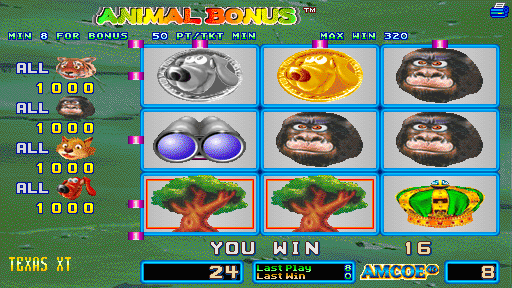 ANIMAL BONUS™
MIN 8 FOR BONUS 50 PT/TKT MIN MAX WIN 320
ALL
1000
ALL
1000
ALL
1000
ALL
1000
YOU WIN 16
TEXAS XT
24
Last Play 8
Last Win 0
AMCOE
8